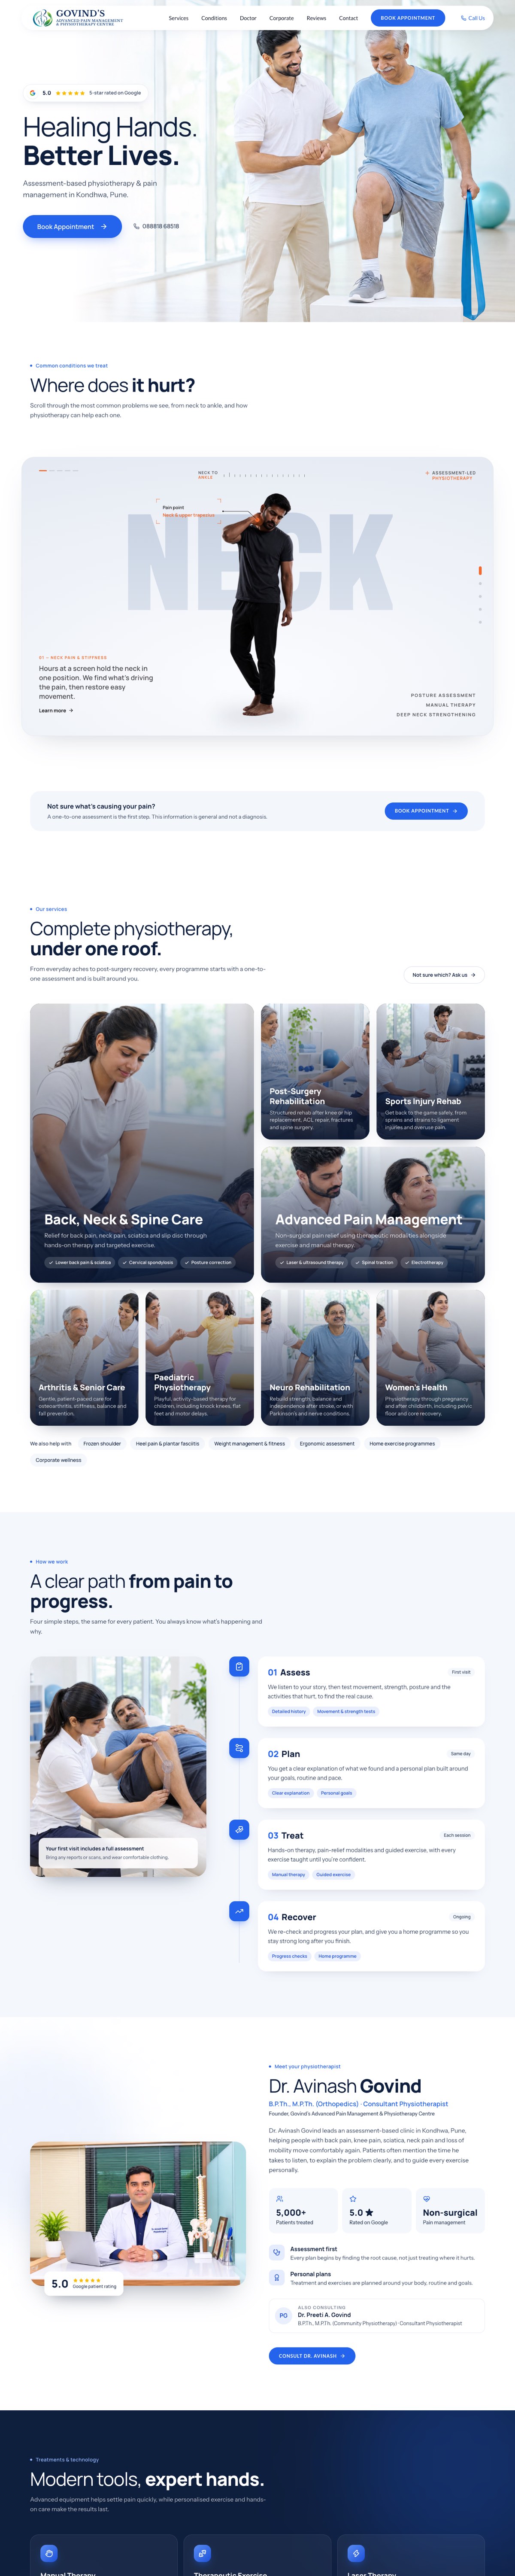 GOVIND'S
ADVANCED PAIN MANAGEMENT
& PHYSIOTHERAPY CENTRE
Services
Conditions
Doctor
Corporate
Reviews
Contact
BOOK APPOINTMENT
Call Us
5.0 ★★★★★ 5-star rated on Google
Healing Hands.
Better Lives.
Assessment-based physiotherapy & pain
management in Kondhwa, Pune.
Book Appointment →
088818 68518
Common conditions we treat
Where does it hurt?
Scroll through the most common problems we see, from neck to ankle, and how
physiotherapy can help each one.
NECK TO
ANKLE
ASSESSMENT-LED
PHYSIOTHERAPY
Pain point
Neck & upper trapezius
NECK
01 — NECK PAIN & STIFFNESS
Hours at a screen hold the neck in
one position. We find what's driving
the pain, then restore easy
movement.
Learn more →
POSTURE ASSESSMENT
MANUAL THERAPY
DEEP NECK STRENGTHENING
Not sure what's causing your pain?
A one-to-one assessment is the first step. This information is general and not a diagnosis.
BOOK APPOINTMENT →
Our services
Complete physiotherapy,
under one roof.
From everyday aches to post-surgery recovery, every programme starts with a one-to-
one assessment and is built around you.
Not sure which? Ask us →
Back, Neck & Spine Care
Relief for back pain, neck pain, sciatica and slip disc through
hands-on therapy and targeted exercise.
Lower back pain & sciatica
Cervical spondylosis
Posture correction
Post-Surgery
Rehabilitation
Structured rehab after knee or hip
replacement, ACL repair, fractures
and spine surgery.
Sports Injury Rehab
Get back to the game safely, from
sprains and strains to ligament
injuries and overuse pain.
Advanced Pain Management
Non-surgical pain relief using therapeutic modalities alongside
exercise and manual therapy.
Laser & ultrasound therapy
Spinal traction
Electrotherapy
Arthritis & Senior Care
Gentle, patient-paced care for
osteoarthritis, stiffness, balance and
fall prevention.
Paediatric
Physiotherapy
Playful, activity-based therapy for
children, including knock knees, flat
feet and motor delays.
Neuro Rehabilitation
Rebuild strength, balance and
independence after stroke, or with
Parkinson's and nerve conditions.
Women's Health
Physiotherapy through pregnancy
and after childbirth, including pelvic
floor and core recovery.
We also help with
Frozen shoulder
Heel pain & plantar fasciitis
Weight management & fitness
Ergonomic assessment
Home exercise programmes
Corporate wellness
How we work
A clear path from pain to
progress.
Four simple steps, the same for every patient. You always know what's happening and
why.
Your first visit includes a full assessment
Bring any reports or scans, and wear comfortable clothing.
01 Assess
First visit
We listen to your story, then test movement, strength, posture and the
activities that hurt, to find the real cause.
Detailed history
Movement & strength tests
02 Plan
Same day
You get a clear explanation of what we found and a personal plan built around
your goals, routine and pace.
Clear explanation
Personal goals
03 Treat
Each session
Hands-on therapy, pain-relief modalities and guided exercise, with every
exercise taught until you're confident.
Manual therapy
Guided exercise
04 Recover
Ongoing
We re-check and progress your plan, and give you a home programme so you
stay strong long after you finish.
Progress checks
Home programme
Meet your physiotherapist
Dr. Avinash Govind
B.P.Th., M.P.Th. (Orthopedics) · Consultant Physiotherapist
Founder, Govind's Advanced Pain Management & Physiotherapy Centre
Dr. Avinash Govind leads an assessment-based clinic in Kondhwa, Pune,
helping people with back pain, knee pain, sciatica, neck pain and loss of
mobility move comfortably again. Patients often mention the time he
takes to listen, to explain the problem clearly, and to guide every exercise
personally.
5.0 ★★★★★
Google patient rating
5,000+
Patients treated
5.0 ★
Rated on Google
Non-surgical
Pain management
Assessment first
Every plan begins by finding the root cause, not just treating where it hurts.
Personal plans
Treatment and exercises are planned around your body, routine and goals.
PG
ALSO CONSULTING
Dr. Preeti A. Govind
B.P.Th., M.P.Th. (Community Physiotherapy) · Consultant Physiotherapist
CONSULT DR. AVINASH →
Treatments & technology
Modern tools, expert hands.
Advanced equipment helps settle pain quickly, while personalised exercise and hands-
on care make the results last.
Manual Therapy
Therapeutic Exercise
Laser Therapy